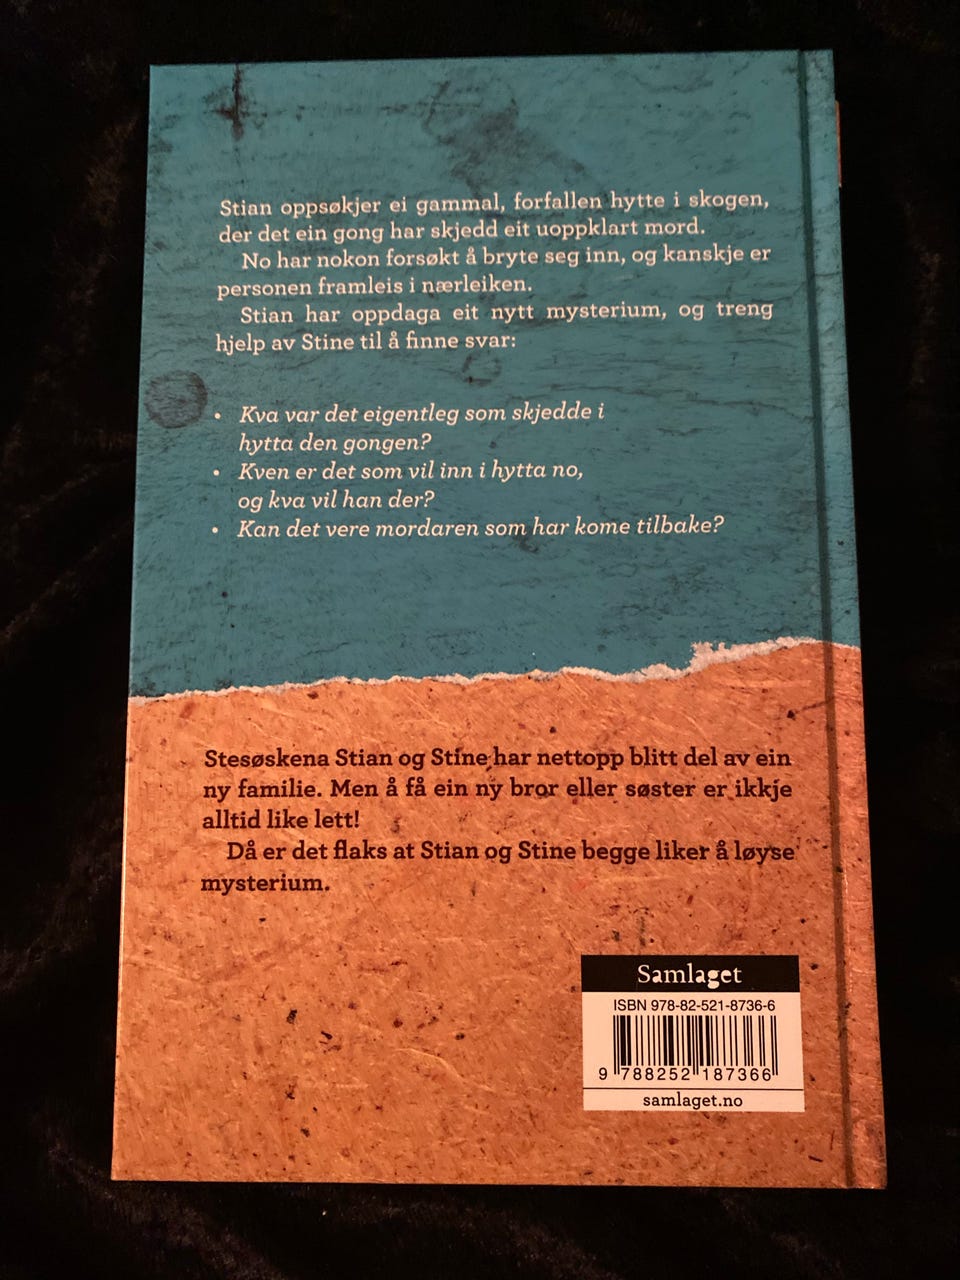 Stian oppsøkjer ei gammal, forfallen hytte i skogen,
der det ein gong har skjedd eit uoppklart mord.
No har nokon forsøkt å bryte seg inn, og kanskje er
personen framleis i nærleiken.
Stian har oppdaga eit nytt mysterium, og treng
hjelp av Stine til å finne svar:
• Kva var det eigentleg som skjedde i
hytta den gongen?
• Kven er det som vil inn i hytta no,
og kva vil han der?
• Kan det vere mordaren som har kome tilbake?
Stesøskena Stian og Stine har nettopp blitt del av ein
ny familie. Men å få ein ny bror eller søster er ikkje
alltid like lett!
Då er det flaks at Stian og Stine begge liker å løyse
mysterium.
Samlaget
ISBN 978-82-521-8736-6
9 788252 187366
samlaget.no